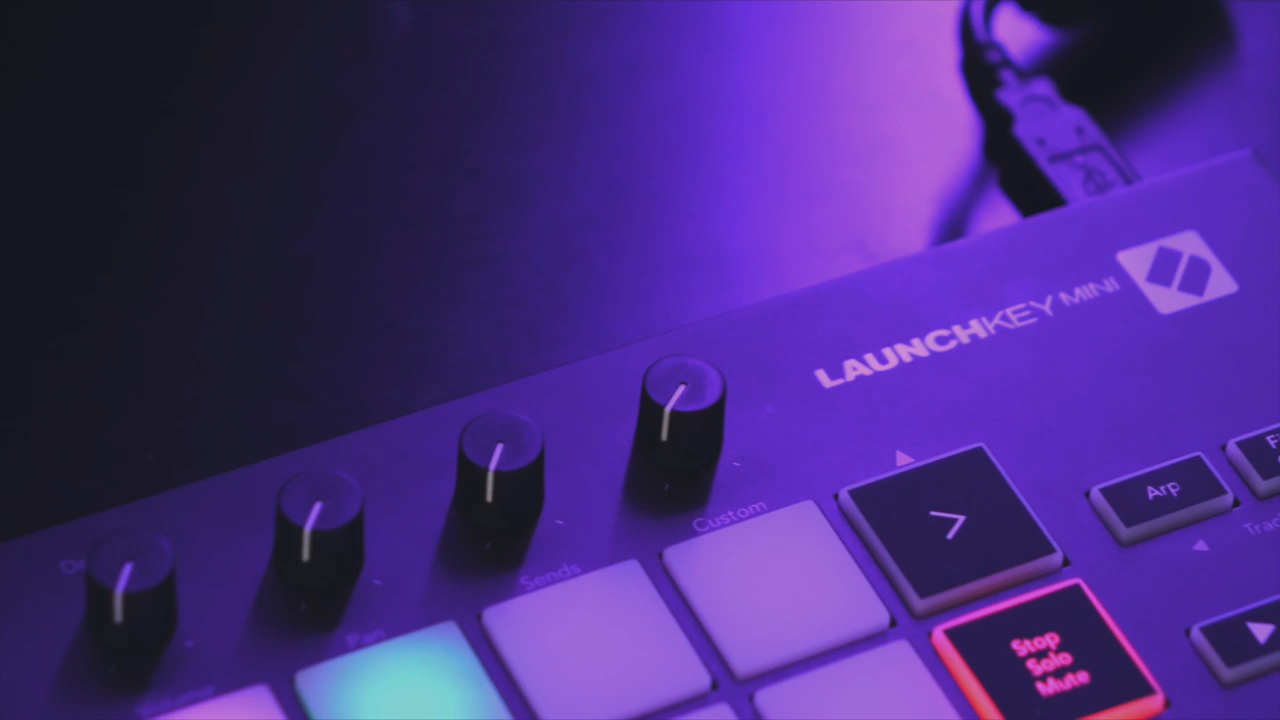 LAUNCHKEY MINI
Arp
Custom
Sends
Pan
Stop
Solo
Mute